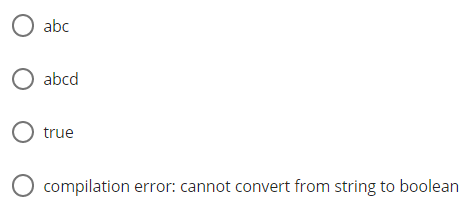 abc
abcd
true
compilation error: cannot convert from string to boolean